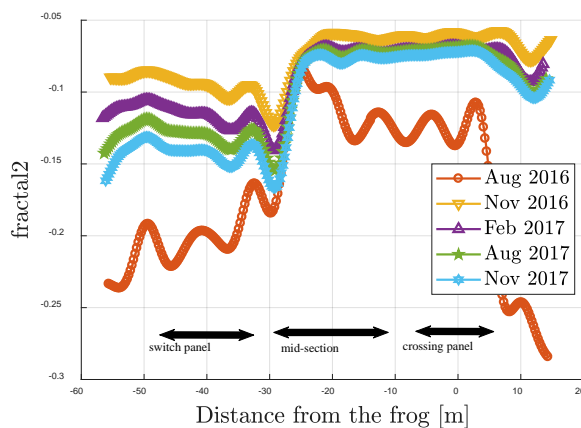 -0.05
-0.1
-0.15
-0.2
-0.25
-0.3
fractal2
Aug 2016
Nov 2016
Feb 2017
Aug 2017
Nov 2017
switch panel
mid-section
crossing panel
-60 -50 -40 -30 -20 -10 0 10 20
Distance from the frog [m]